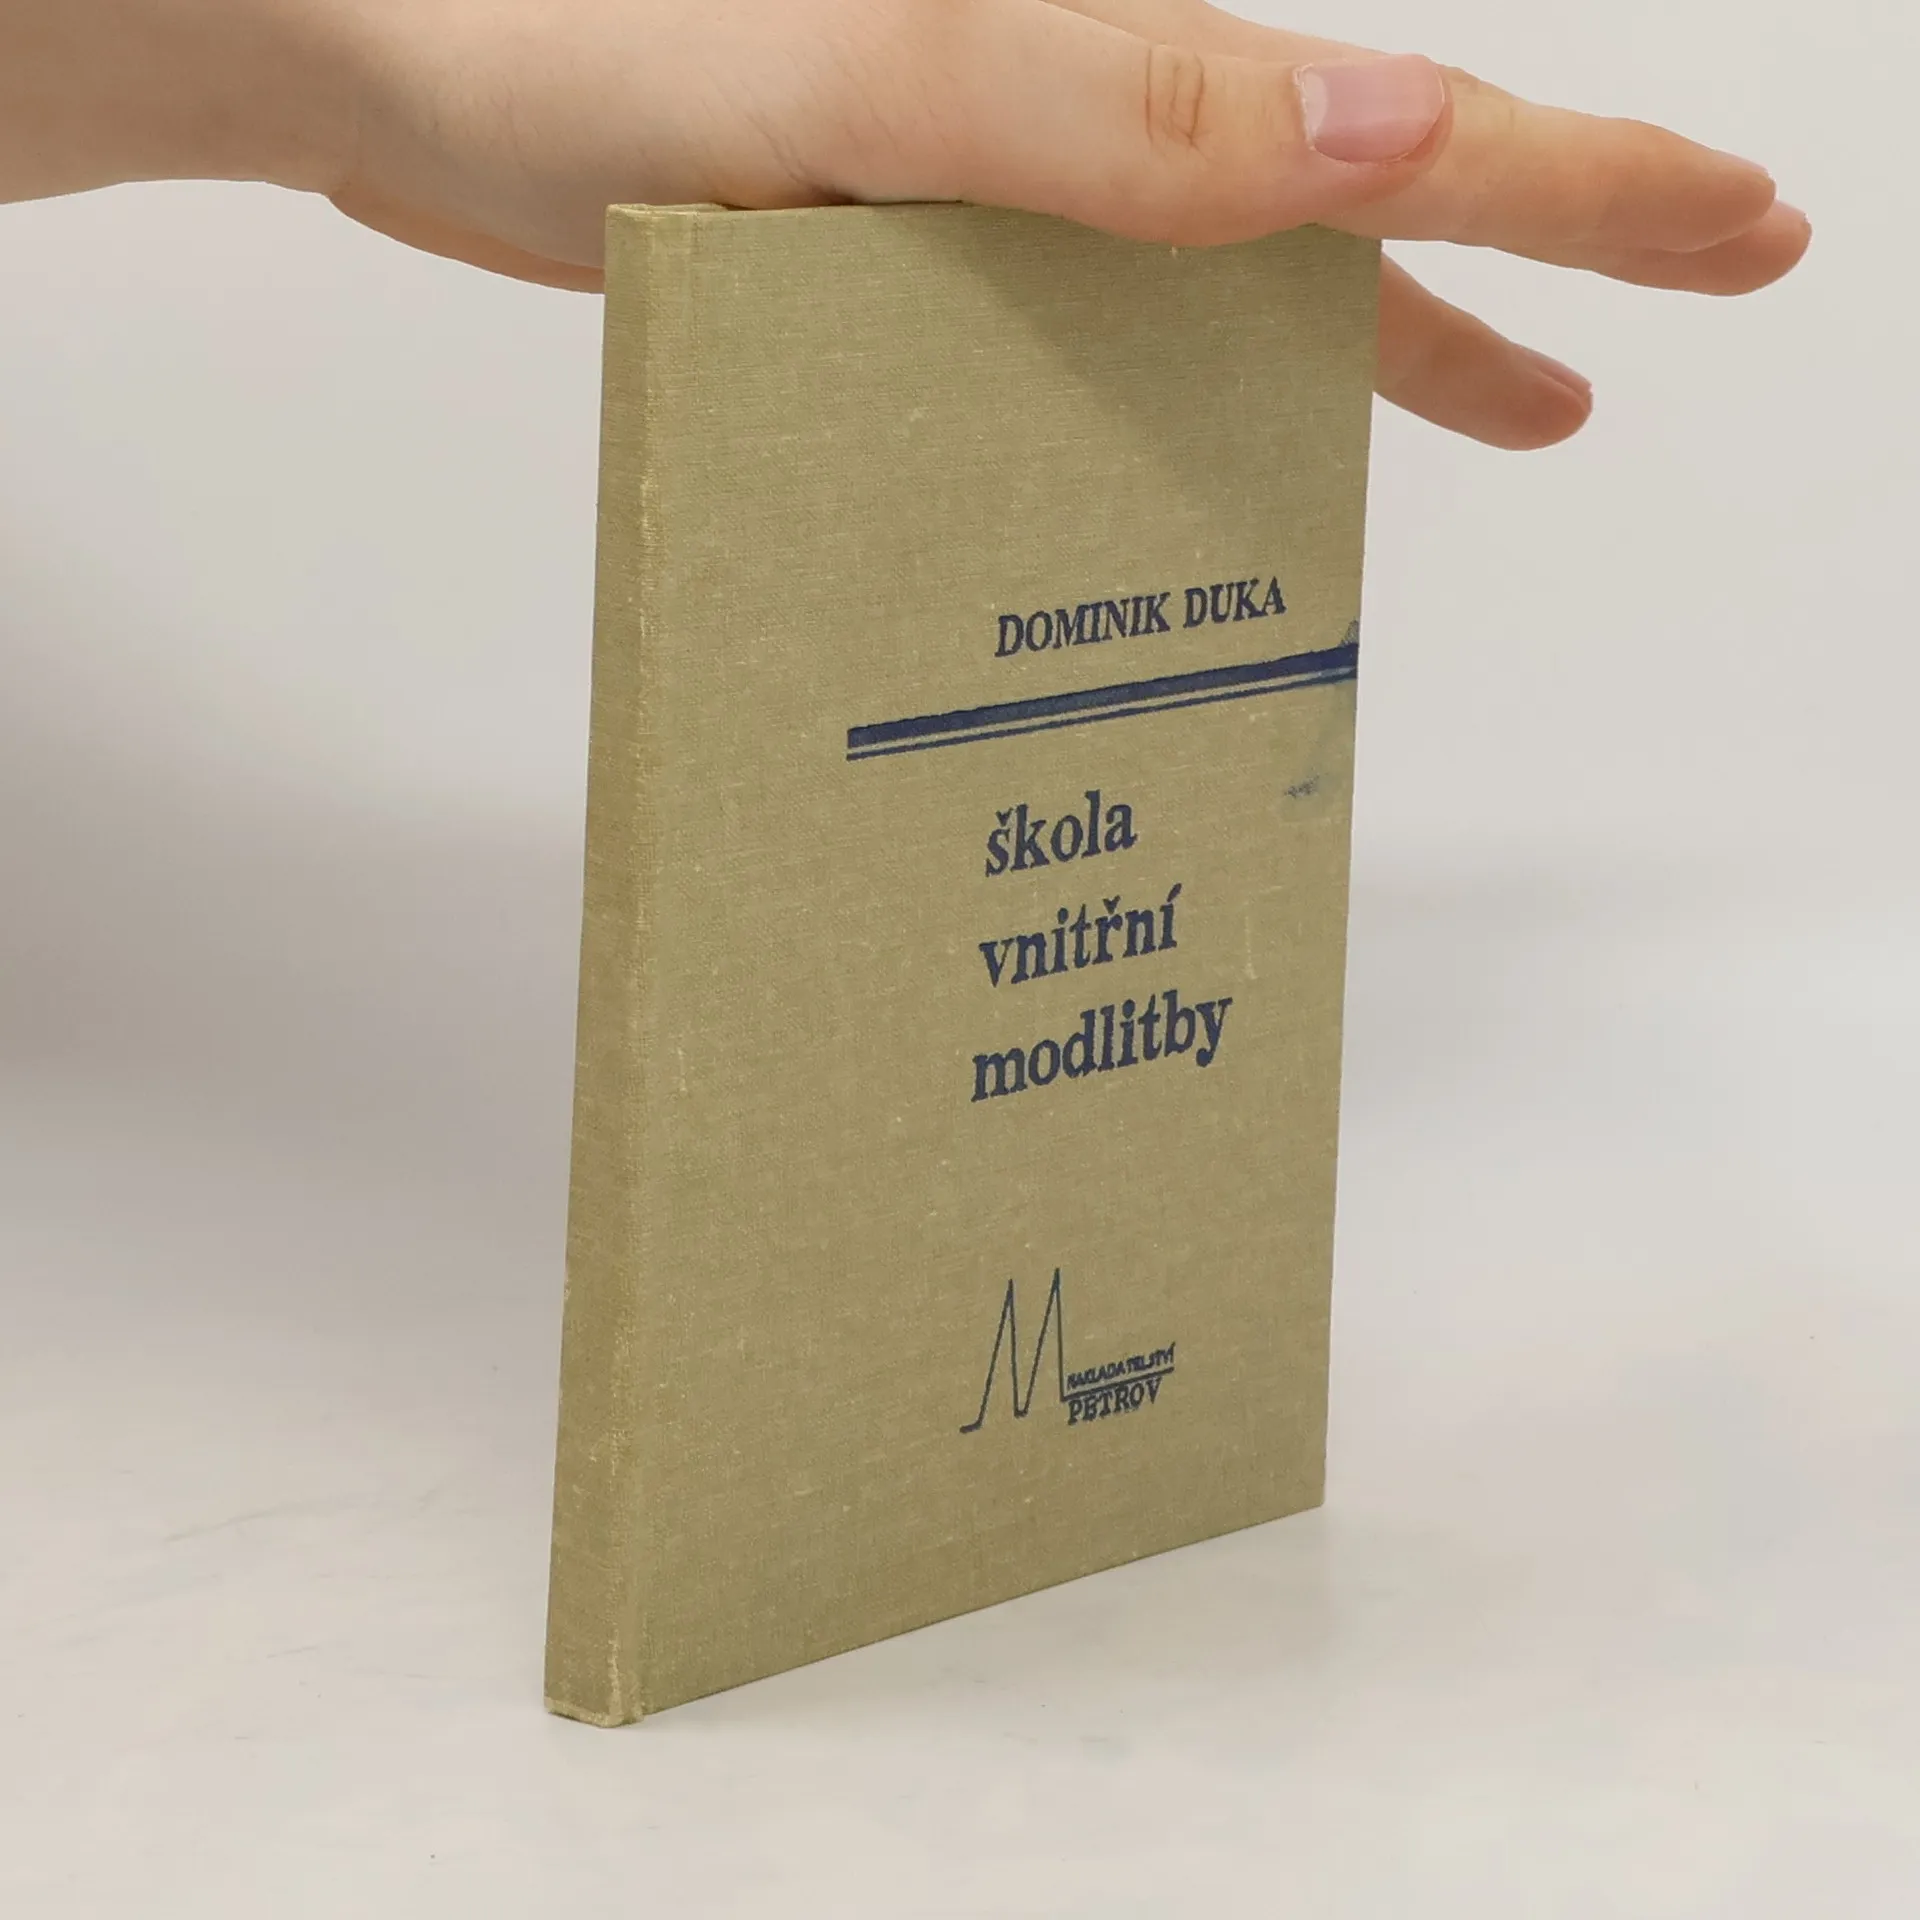 DOMINIK DUKA
škola
vnitřní
modlitby
NAKLADATELSTVÍ
PETROV